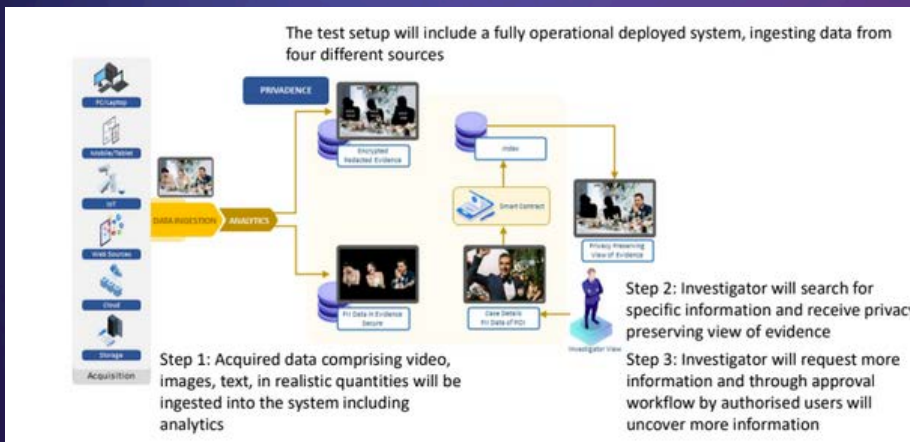 The test setup will include a fully operational deployed system, ingesting data from
four different sources
PRIVADENCE
PC/Laptop
Mobile/Tablet
IoT
Web Sources
Cloud
Storage
Acquisition
DATA INGESTION
ANALYTICS
Encrypted
Redacted Evidence
PII Data in Evidence
Secure
Index
Smart Contract
Case Details
PII Data of POI
Privacy Preserving
View of Evidence
Investigator View
Step 1: Acquired data comprising video,
images, text, in realistic quantities will be
ingested into the system including
analytics
Step 2: Investigator will search for
specific information and receive privacy
preserving view of evidence
Step 3: Investigator will request more
information and through approval
workflow by authorised users will
uncover more information